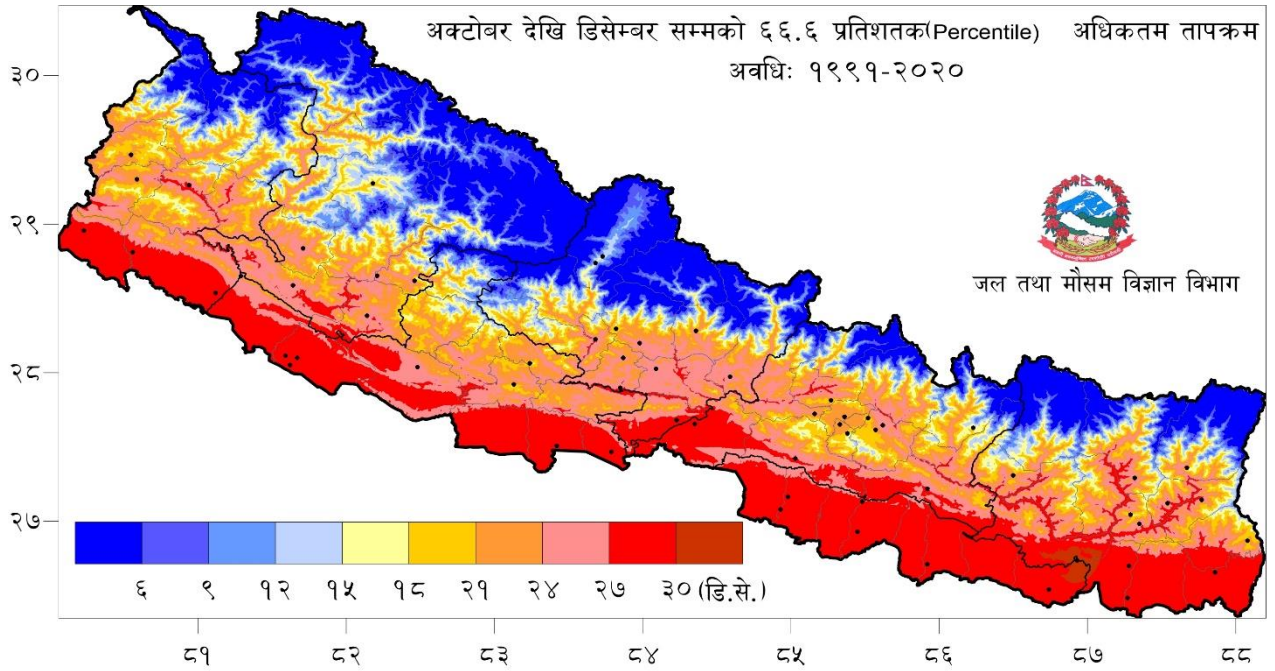 अक्टोबर देखि डिसेम्बर सम्मको ६६.६ प्रतिशतक(Percentile) अधिकतम तापक्रम
अवधिः १९९१-२०२०
जल तथा मौसम विज्ञान विभाग
३०
२९
२८
२७
६ ९ १२ १५ १८ २१ २४ २७ ३० (डि.से.)
८१ ८२ ८३ ८४ ८५ ८६ ८७ ८८